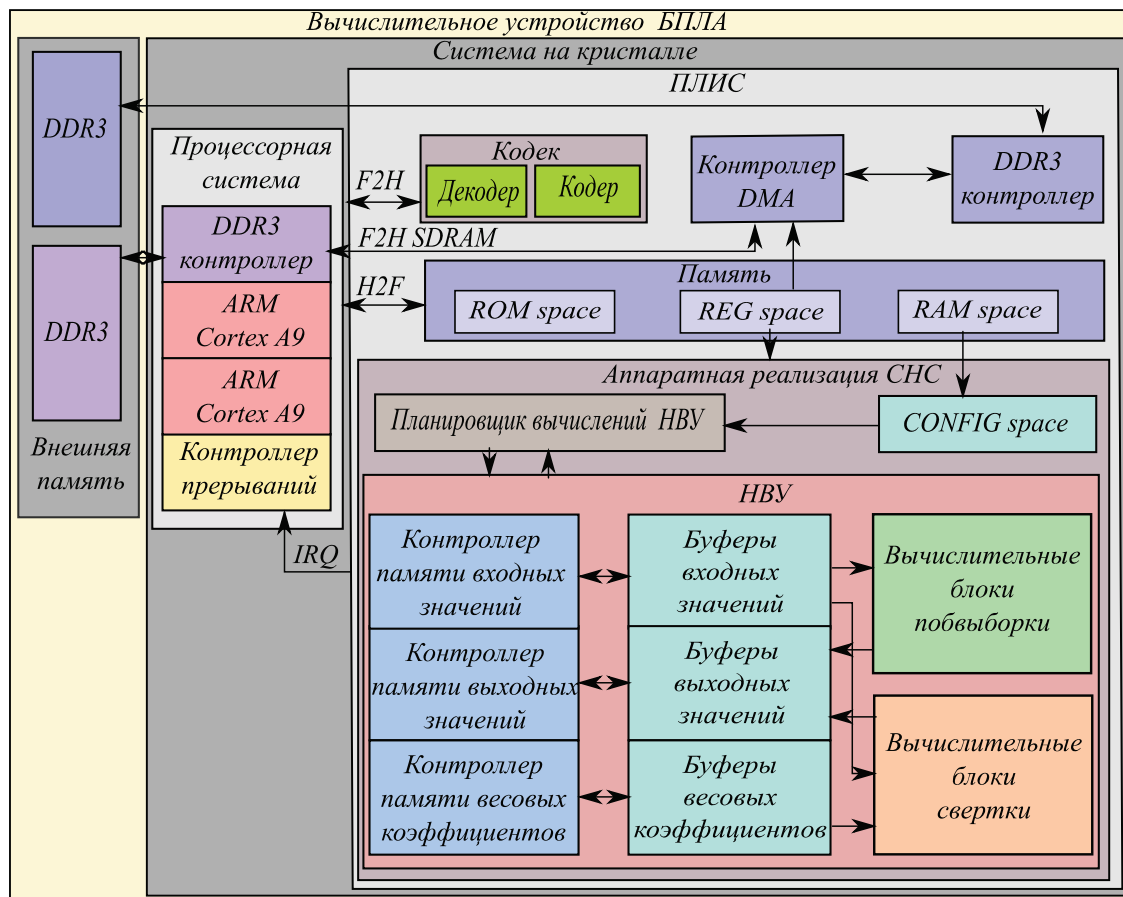 Вычислительное устройство БПЛА
Система на кристалле
ПЛИС
DDR3
DDR3
Внешняя
память
Процессорная
система
DDR3
контроллер
ARM
Cortex A9
ARM
Cortex A9
Контроллер
прерываний
IRQ
F2H
F2H SDRAM
H2F
Кодек
Декодер
Кодер
Контроллер
DMA
DDR3
контроллер
Память
ROM space
REG space
RAM space
Аппаратная реализация СНС
Планировщик вычислений НВУ
CONFIG space
НВУ
Контроллер
памяти входных
значений
Контроллер
памяти выходных
значений
Контроллер
памяти весовых
коэффициентов
Буферы
входных
значений
Буферы
выходных
значений
Буферы
весовых
коэффициентов
Вычислительные
блоки
побвыборки
Вычислительные
блоки
свертки